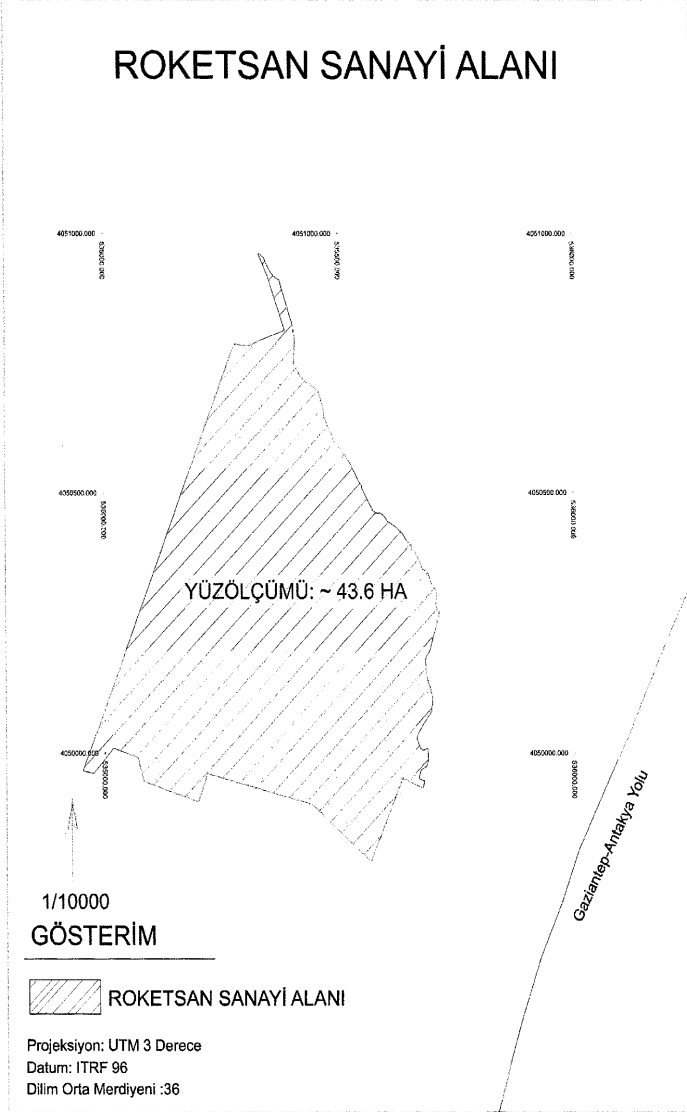 ROKETSAN SANAYİ ALANI
4051000.000 4051000.000 4051000.000
4050500.000 4050500.000
YÜZÖLÇÜMÜ: ~ 43.6 HA
4050000.000 4050000.000
Gaziantep-Antakya Yolu
1/10000
GÖSTERİM
ROKETSAN SANAYİ ALANI
Projeksiyon: UTM 3 Derece
Datum: ITRF 96
Dilim Orta Merdiyeni :36